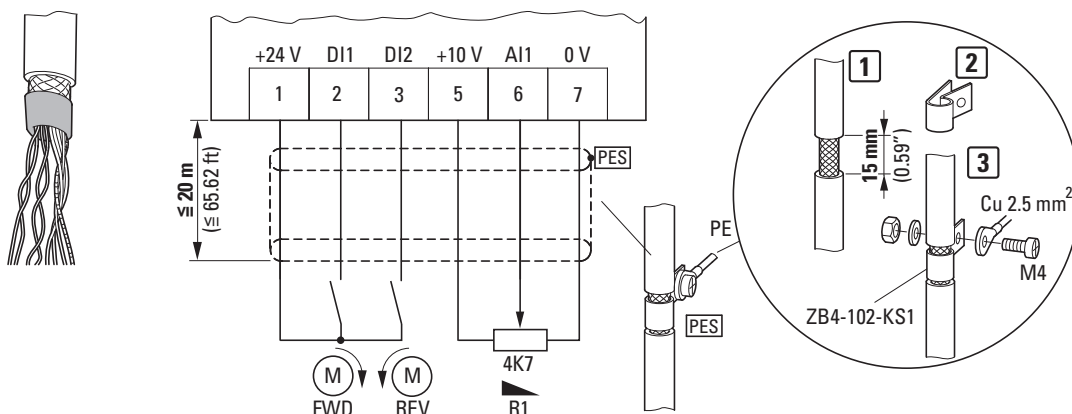 +24 V DI1 DI2 +10 V AI1 0 V
1 2 3 5 6 7
≤ 20 m
(≤ 65.62 ft)
PES
M M
FWD REV
4K7
R1
PE
PES
1
2
3
15 mm
(0.59″)
Cu 2.5 mm²
M4
ZB4-102-KS1